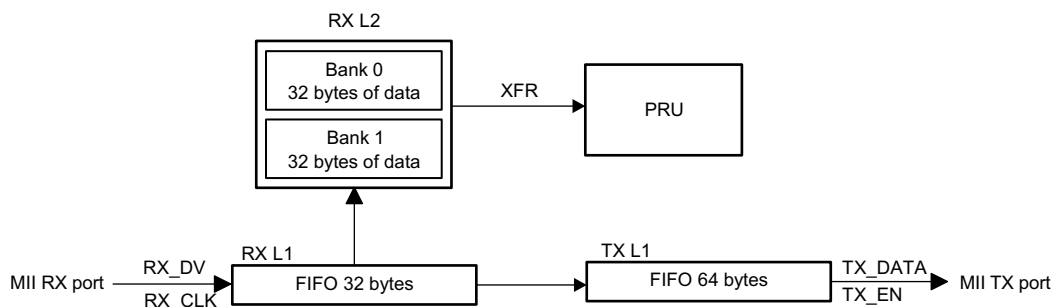 RX L2
Bank 0
32 bytes of data
XFR
PRU
Bank 1
32 bytes of data
RX L1
TX L1
MII RX port
RX_DV
RX_CLK
FIFO 32 bytes
FIFO 64 bytes
TX_DATA
TX_EN
MII TX port